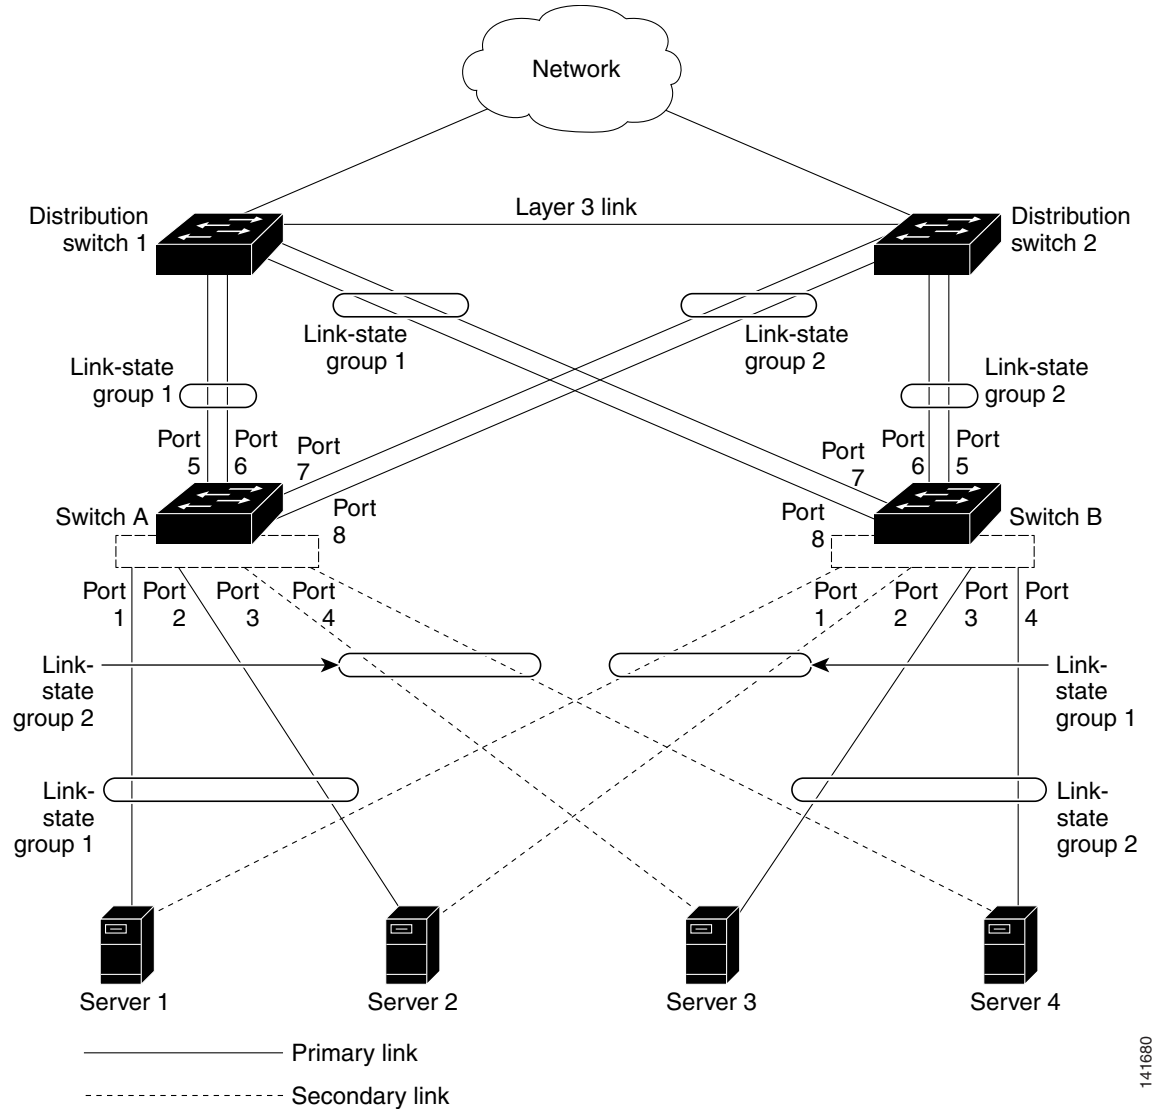 Network
Layer 3 link
Distribution
switch 1
Distribution
switch 2
Link-state
group 1
Link-state
group 2
Link-state
group 1
Link-state
group 2
Port
5
Port
6
Port
7
Port
8
Port
7
Port
6
Port
5
Port
8
Switch A
Switch B
Port
1
Port
2
Port
3
Port
4
Port
1
Port
2
Port
3
Port
4
Link-
state
group 2
Link-
state
group 1
Link-
state
group 1
Link-
state
group 2
Server 1
Server 2
Server 3
Server 4
Primary link
Secondary link
141680